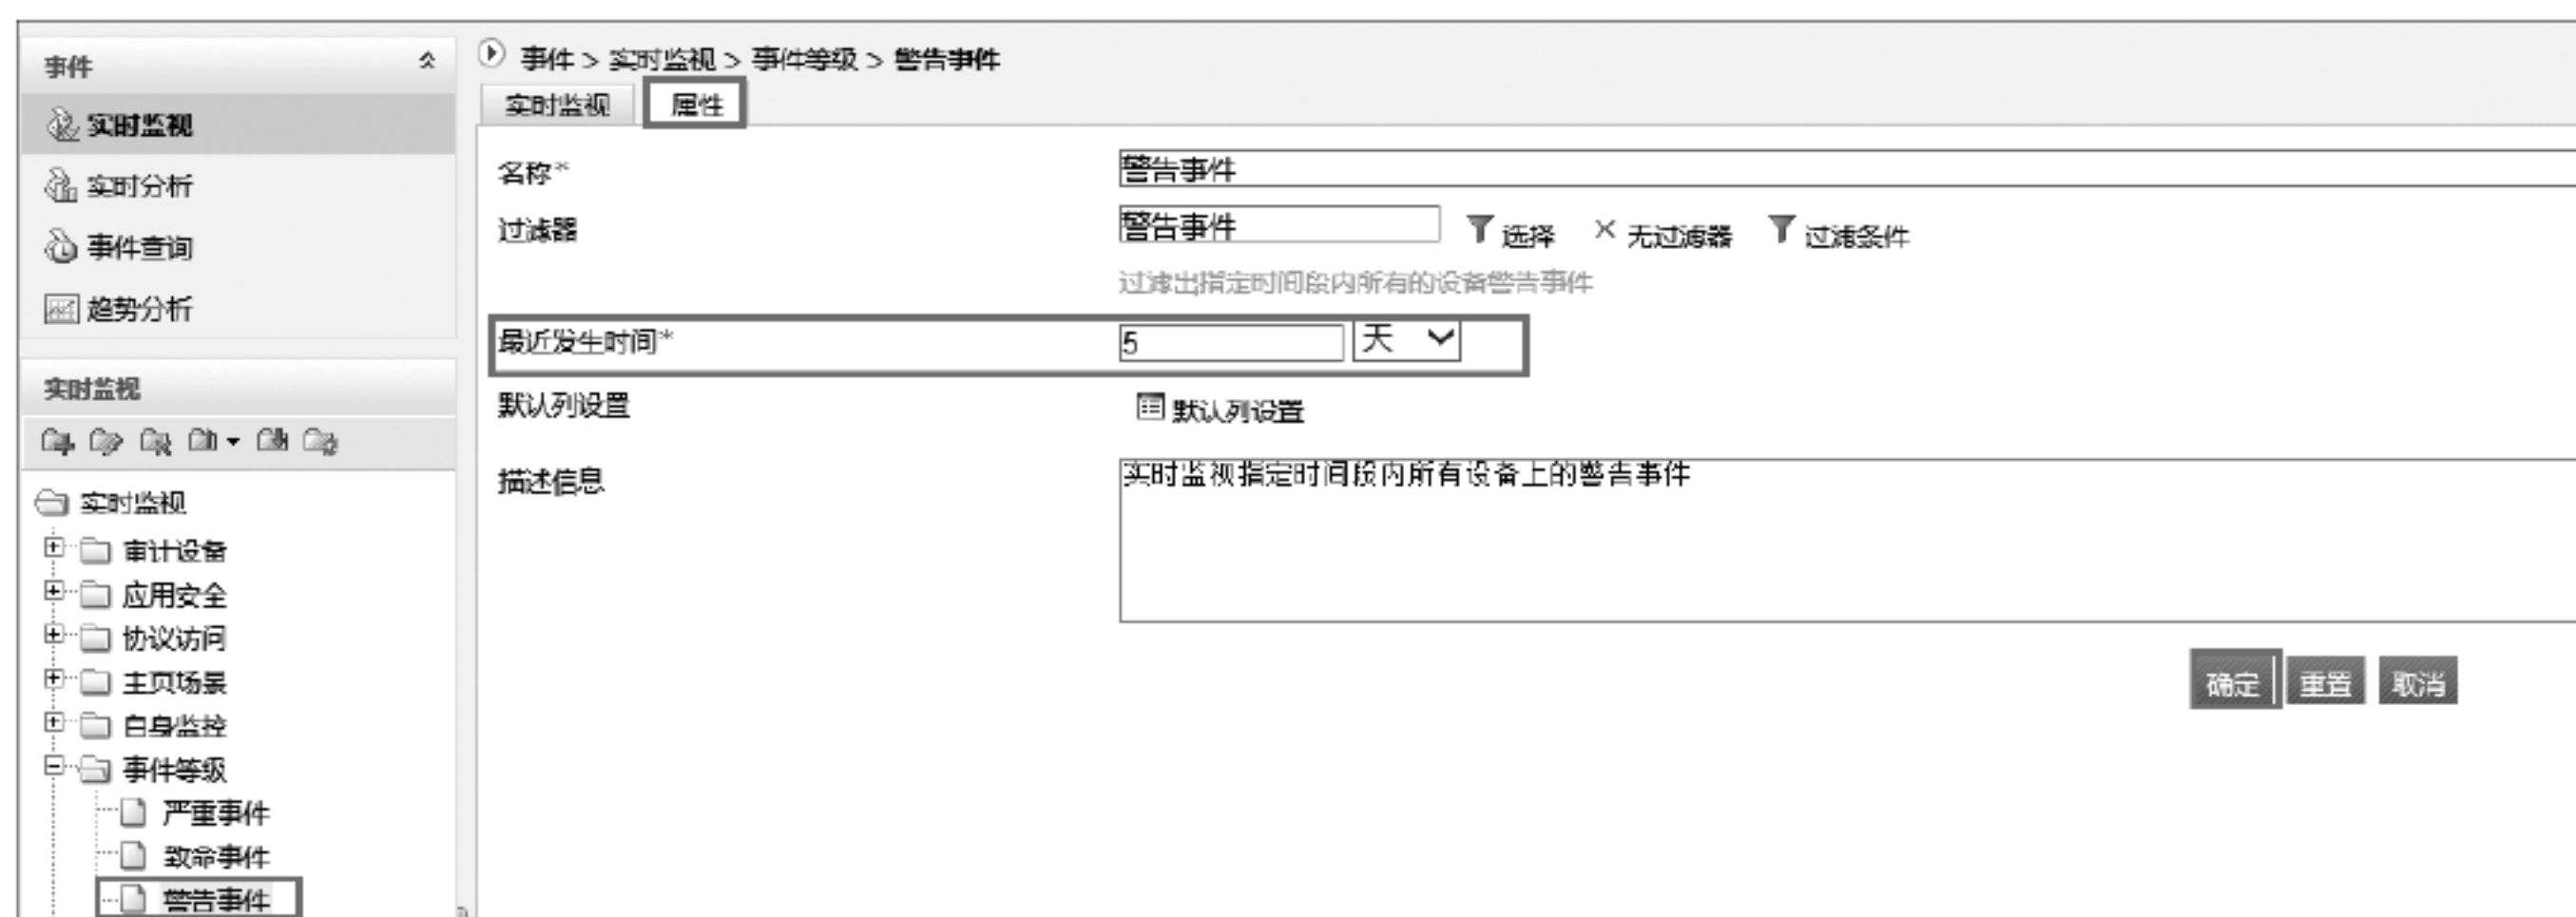 事件
实时监视
实时分析
事件查询
趋势分析
实时监视
实时监视
审计设备
应用安全
协议访问
主页场景
自身监控
事件等级
严重事件
致命事件
警告事件
事件 > 实时监视 > 事件等级 > 警告事件
实时监视 属性
名称* 警告事件
过滤器 警告事件 选择 × 无过滤器 过滤条件
过滤出指定时间段内所有的设备警告事件
最近发生时间* 5 天
默认列设置 默认列设置
描述信息 实时监视指定时间段内所有设备上的警告事件
确定 重置 取消